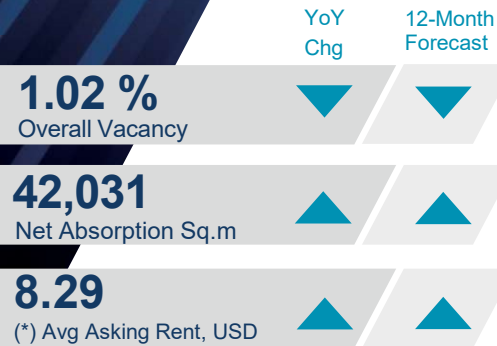 YoY
Chg
12-Month
Forecast
1.02 %
Overall Vacancy
42,031
Net Absorption Sq.m
8.29
(*) Avg Asking Rent, USD